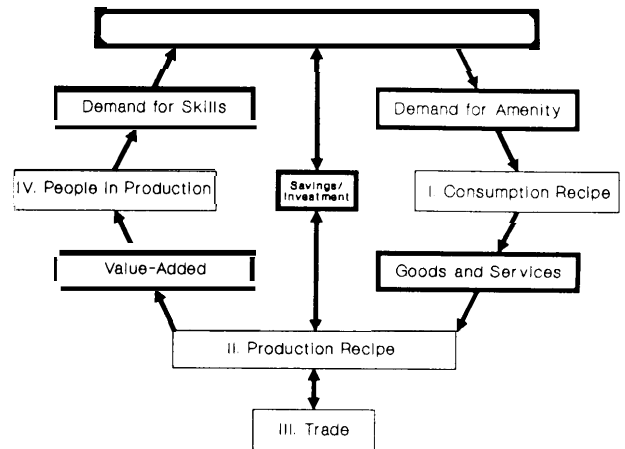 Demand for Skills
Demand for Amenity
IV. People in Production
Savings/
Investment
I. Consumption Recipe
Value-Added
Goods and Services
II. Production Recipe
III. Trade